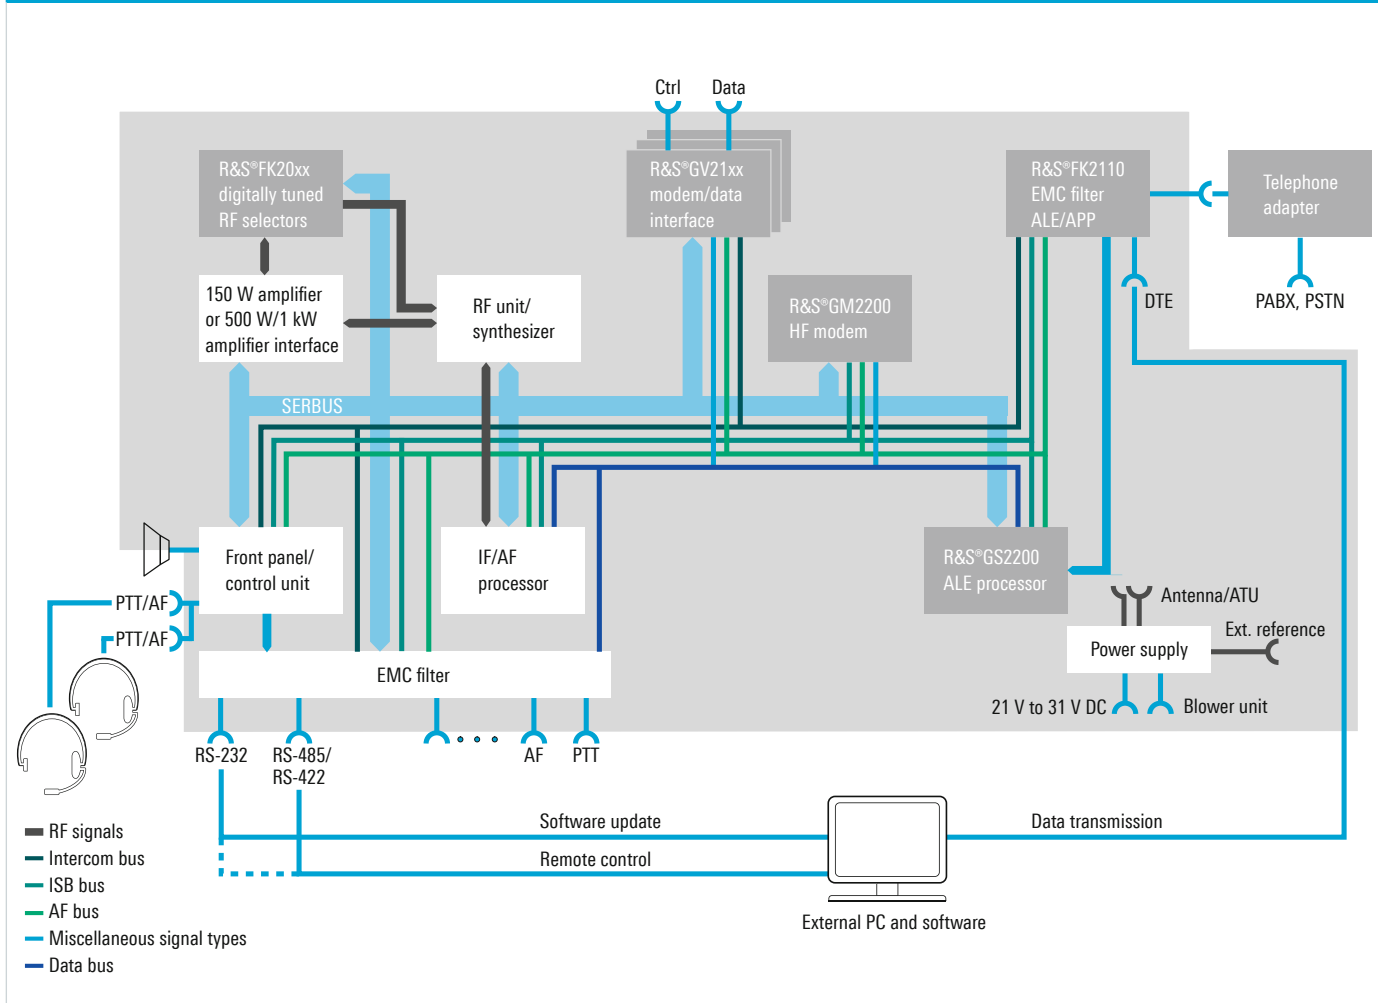 Ctrl
Data
R&S®FK20xx
digitally tuned
RF selectors
R&S®GV21xx
modem/data
interface
R&S®FK2110
EMC filter
ALE/APP
Telephone
adapter
150 W amplifier
or 500 W/1 kW
amplifier interface
RF unit/
synthesizer
R&S®GM2200
HF modem
DTE
PABX, PSTN
SERBUS
Front panel/
control unit
IF/AF
processor
R&S®GS2200
ALE processor
PTT/AF
PTT/AF
Antenna/ATU
Ext. reference
Power supply
EMC filter
21 V to 31 V DC
Blower unit
RS-232
RS-485/
RS-422
AF
PTT
Software update
Data transmission
Remote control
External PC and software
RF signals
Intercom bus
ISB bus
AF bus
Miscellaneous signal types
Data bus